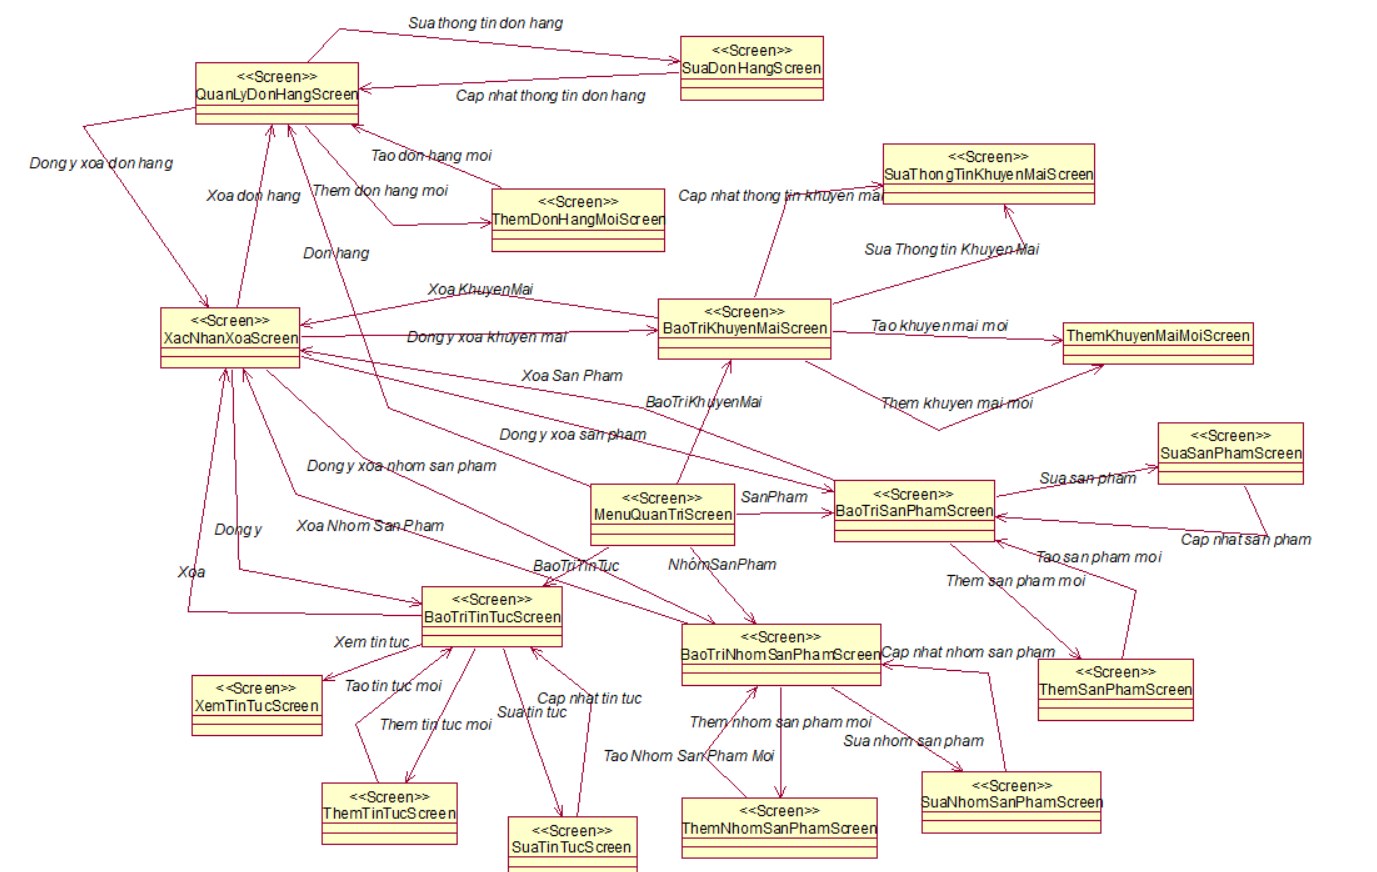 Sua thong tin don hang
<<Screen>>
SuaDonHangScreen
<<Screen>>
QuanLyDonHangScreen
Cap nhat thong tin don hang
Dong y xoa don hang
Tao don hang moi
Xoa don hang
Them don hang moi
<<Screen>>
ThemDonHangMoiScreen
<<Screen>>
SuaThongTinKhuyenMaiScreen
Cap nhat thong tin khuyen mai
Don hang
Sua Thong tin Khuyen Mai
Xoa KhuyenMai
<<Screen>>
XacNhanXoaScreen
<<Screen>>
BaoTriKhuyenMaiScreen
Tao khuyen mai moi
ThemKhuyenMaiMoiScreen
Dong y xoa khuyen mai
Xoa San Pham
BaoTriKhuyenMai
Them khuyen mai moi
Dong y xoa san pham
<<Screen>>
SuaSanPhamScreen
Dong y xoa nhom san pham
Sua san pham
<<Screen>>
MenuQuanTriScreen
SanPham
<<Screen>>
BaoTriSanPhamScreen
Dong y
Xoa Nhom San Pham
Cap nhat san pham
Xoa
BaoTriTinTuc
NhómSanPham
Tao san pham moi
Them san pham moi
<<Screen>>
BaoTriTinTucScreen
Xem tin tuc
<<Screen>>
BaoTriNhomSanPhamScreen
Cap nhat nhom san pham
<<Screen>>
XemTinTucScreen
Tao tin tuc moi
Cap nhat tin tuc
<<Screen>>
ThemSanPhamScreen
Them tin tuc moi
Sua tin tuc
Them nhom san pham moi
Sua nhom san pham
Tao Nhom San Pham Moi
<<Screen>>
ThemTinTucScreen
<<Screen>>
SuaTinTucScreen
<<Screen>>
ThemNhomSanPhamScreen
<<Screen>>
SuaNhomSanPhamScreen